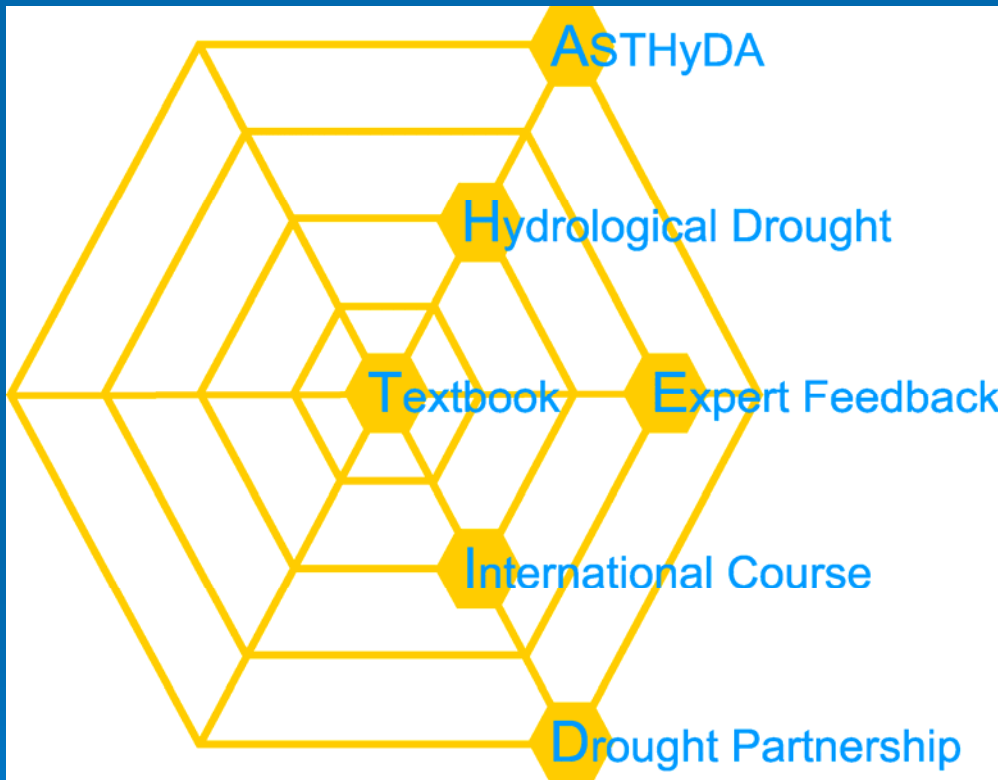 ASTHyDA
Hydrological Drought
Textbook
Expert Feedback
International Course
Drought Partnership